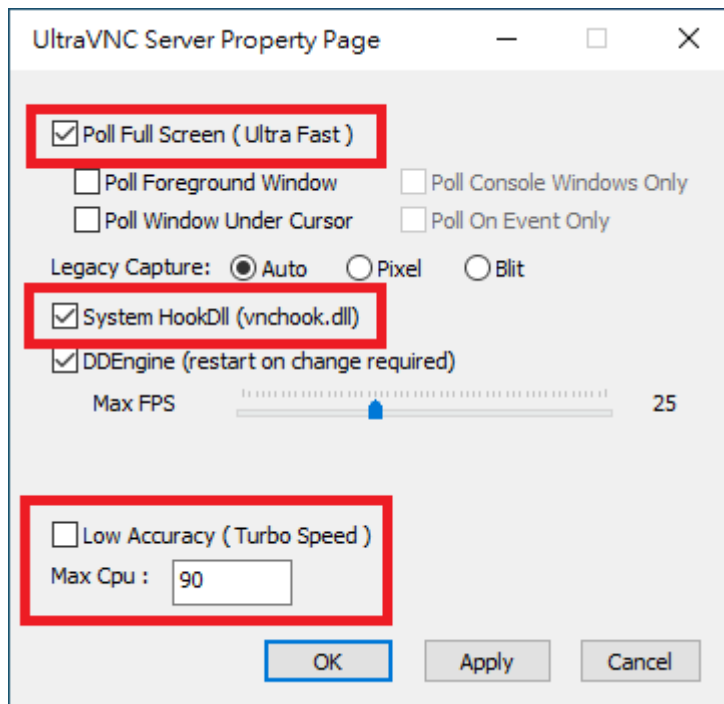 UltraVNC Server Property Page
Poll Full Screen ( Ultra Fast )
Poll Foreground Window Poll Console Windows Only
Poll Window Under Cursor Poll On Event Only
Legacy Capture: Auto Pixel Blit
System HookDll (vnchook.dll)
DDEngine (restart on change required)
Max FPS 25
Low Accuracy ( Turbo Speed )
Max Cpu : 90
OK Apply Cancel